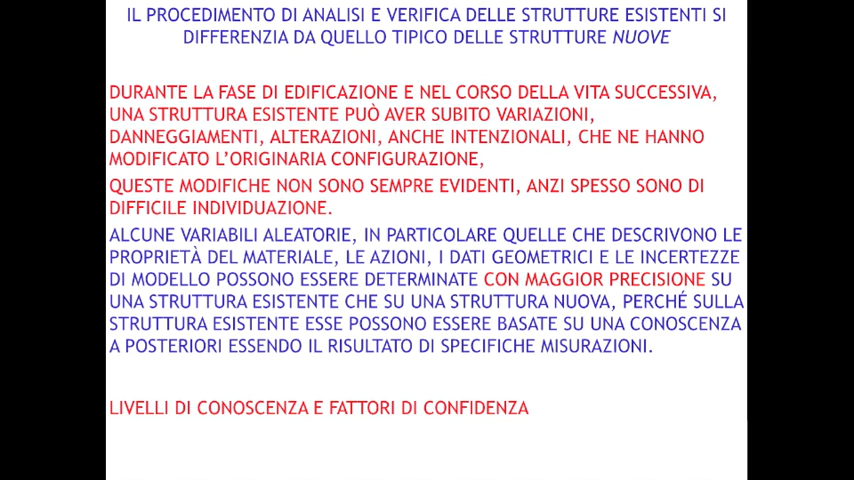 IL PROCEDIMENTO DI ANALISI E VERIFICA DELLE STRUTTURE ESISTENTI SI
DIFFERENZIA DA QUELLO TIPICO DELLE STRUTTURE NUOVE
DURANTE LA FASE DI EDIFICAZIONE E NEL CORSO DELLA VITA SUCCESSIVA,
UNA STRUTTURA ESISTENTE PUÒ AVER SUBITO VARIAZIONI,
DANNEGGIAMENTI, ALTERAZIONI, ANCHE INTENZIONALI, CHE NE HANNO
MODIFICATO L'ORIGINARIA CONFIGURAZIONE,
QUESTE MODIFICHE NON SONO SEMPRE EVIDENTI, ANZI SPESSO SONO DI
DIFFICILE INDIVIDUAZIONE.
ALCUNE VARIABILI ALEATORIE, IN PARTICOLARE QUELLE CHE DESCRIVONO LE
PROPRIETÀ DEL MATERIALE, LE AZIONI, I DATI GEOMETRICI E LE INCERTEZZE
DI MODELLO POSSONO ESSERE DETERMINATE CON MAGGIOR PRECISIONE SU
UNA STRUTTURA ESISTENTE CHE SU UNA STRUTTURA NUOVA, PERCHÉ SULLA
STRUTTURA ESISTENTE ESSE POSSONO ESSERE BASATE SU UNA CONOSCENZA
A POSTERIORI ESSENDO IL RISULTATO DI SPECIFICHE MISURAZIONI.
LIVELLI DI CONOSCENZA E FATTORI DI CONFIDENZA